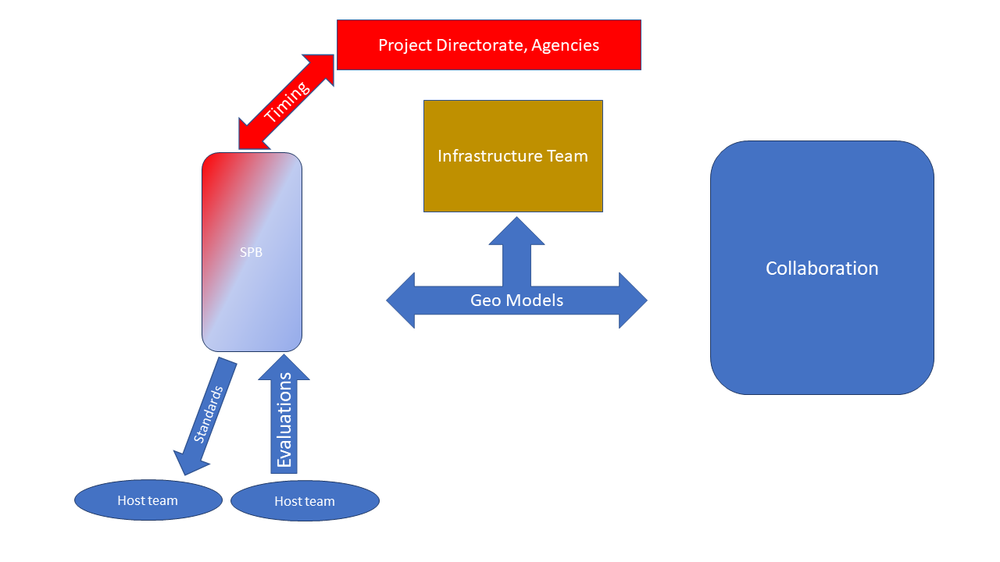 Project Directorate, Agencies
Timing
Infrastructure Team
SPB
Collaboration
Geo Models
Standards
Evaluations
Host team
Host team